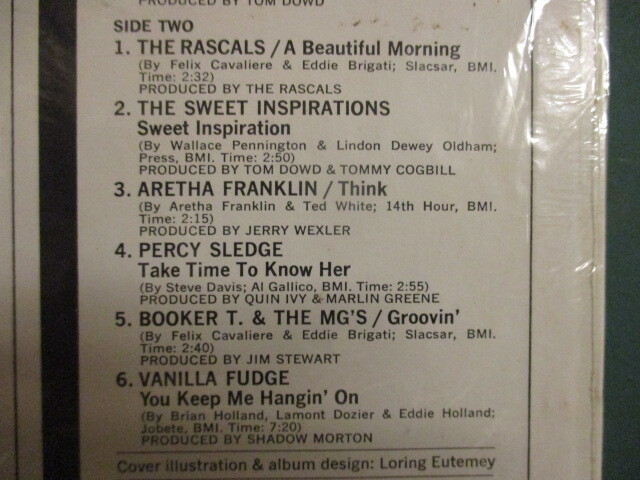 PRODUCED BY TOM DOWD
SIDE TWO
1. THE RASCALS / A Beautiful Morning
(By Felix Cavaliere & Eddie Brigati; Slacsar, BMI.
Time: 2:32)
PRODUCED BY THE RASCALS
2. THE SWEET INSPIRATIONS
Sweet Inspiration
(By Wallace Pennington & Lindon Dewey Oldham;
Press, BMI. Time: 2:50)
PRODUCED BY TOM DOWD & TOMMY COGBILL
3. ARETHA FRANKLIN / Think
(By Aretha Franklin & Ted White; 14th Hour, BMI.
Time: 2:15)
PRODUCED BY JERRY WEXLER
4. PERCY SLEDGE
Take Time To Know Her
(By Steve Davis; Al Gallico, BMI. Time: 2:55)
PRODUCED BY QUIN IVY & MARLIN GREENE
5. BOOKER T. & THE MG'S / Groovin'
(By Felix Cavaliere & Eddie Brigati; Slacsar, BMI.
Time: 2:40)
PRODUCED BY JIM STEWART
6. VANILLA FUDGE
You Keep Me Hangin' On
(By Brian Holland, Lamont Dozier & Eddie Holland;
Jobete, BMI. Time: 7:20)
PRODUCED BY SHADOW MORTON
Cover illustration & album design: Loring Eutemey